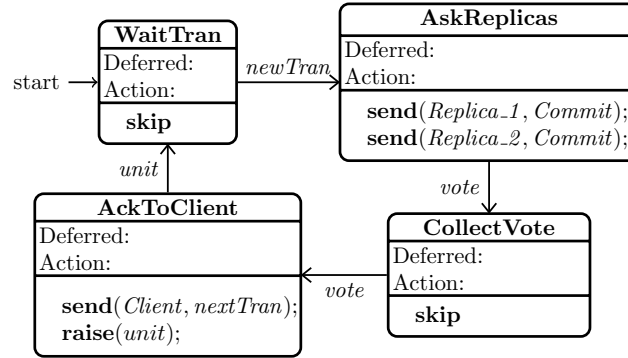 WaitTran
Deferred:
Action:
skip
start
newTran
AskReplicas
Deferred:
Action:
send(Replica_1, Commit);
send(Replica_2, Commit);
vote
CollectVote
Deferred:
Action:
skip
vote
AckToClient
Deferred:
Action:
send(Client, nextTran);
raise(unit);
unit